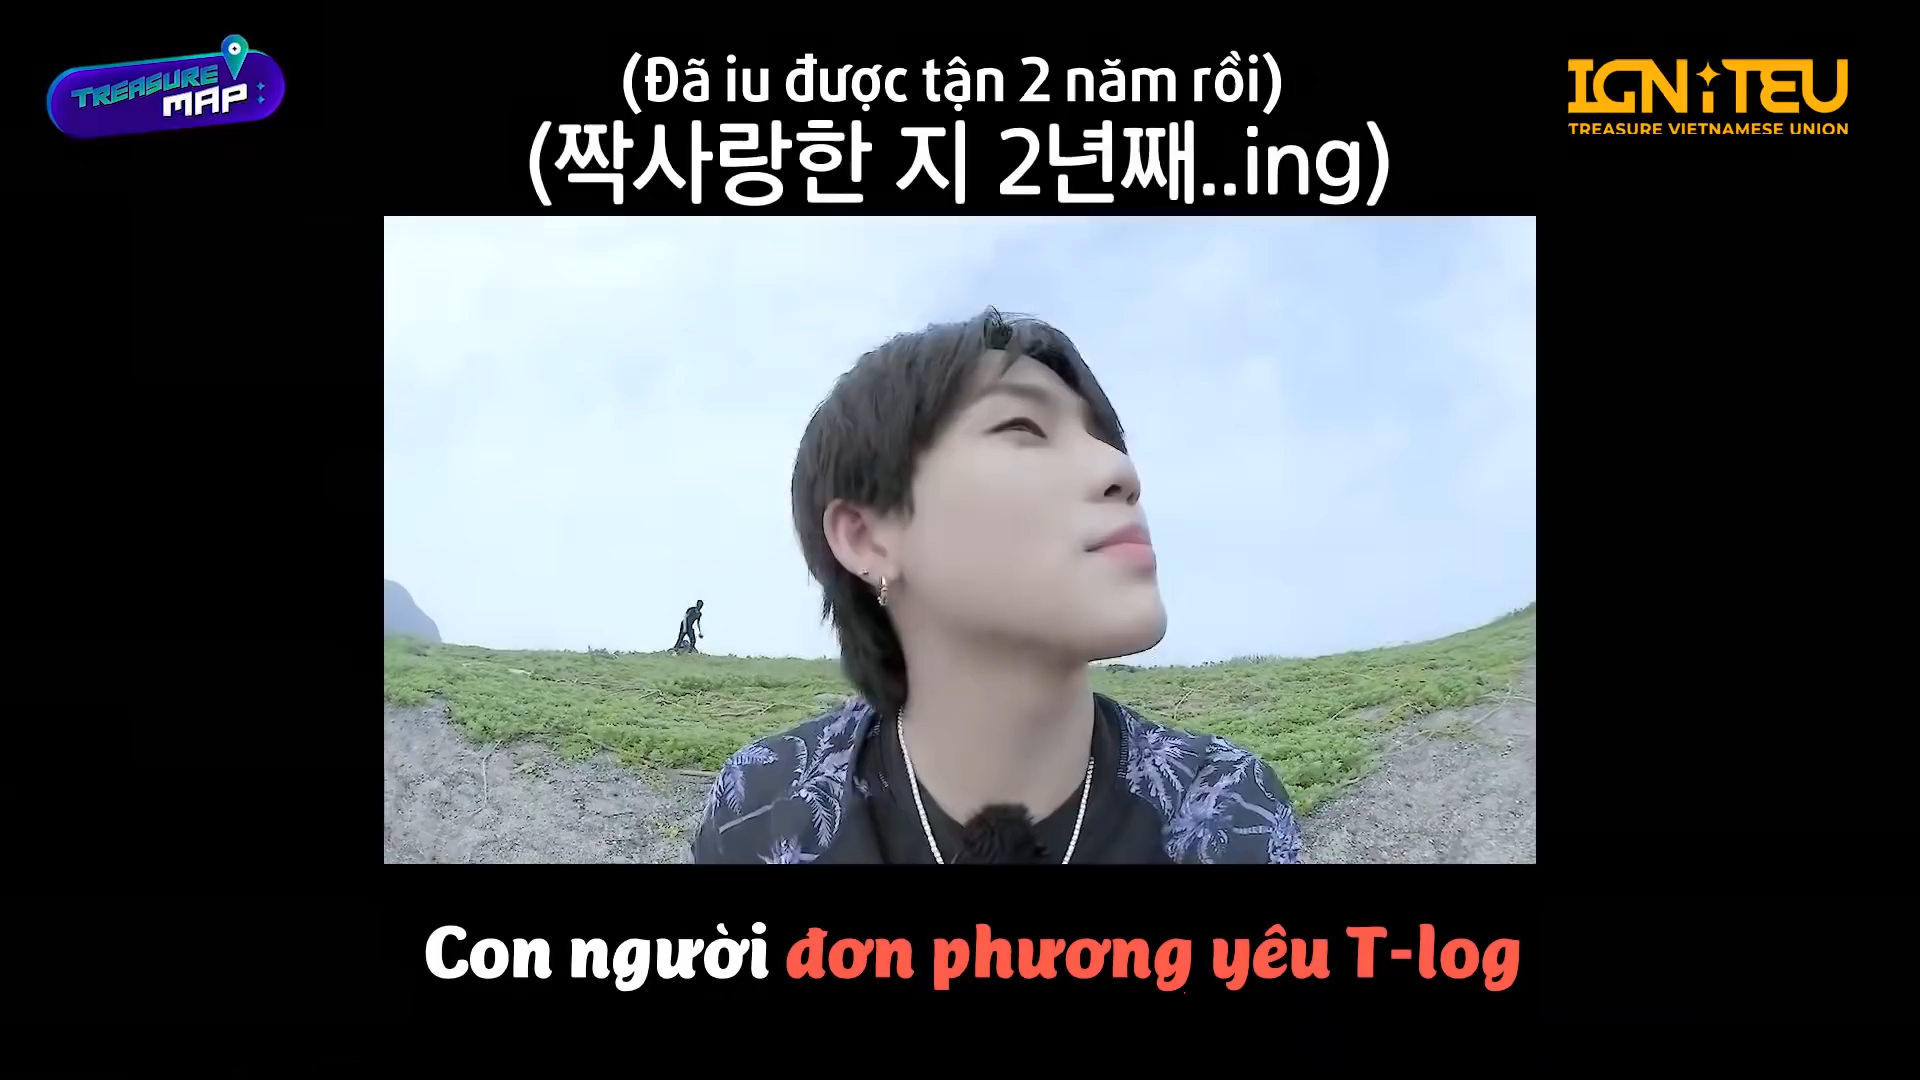 TREASURE
MAP
(Đã iu được tận 2 năm rồi)
(짝사랑한 지 2년째..ing)
IGNITEU
TREASURE VIETNAMESE UNION
Con người đơn phương yêu T-log